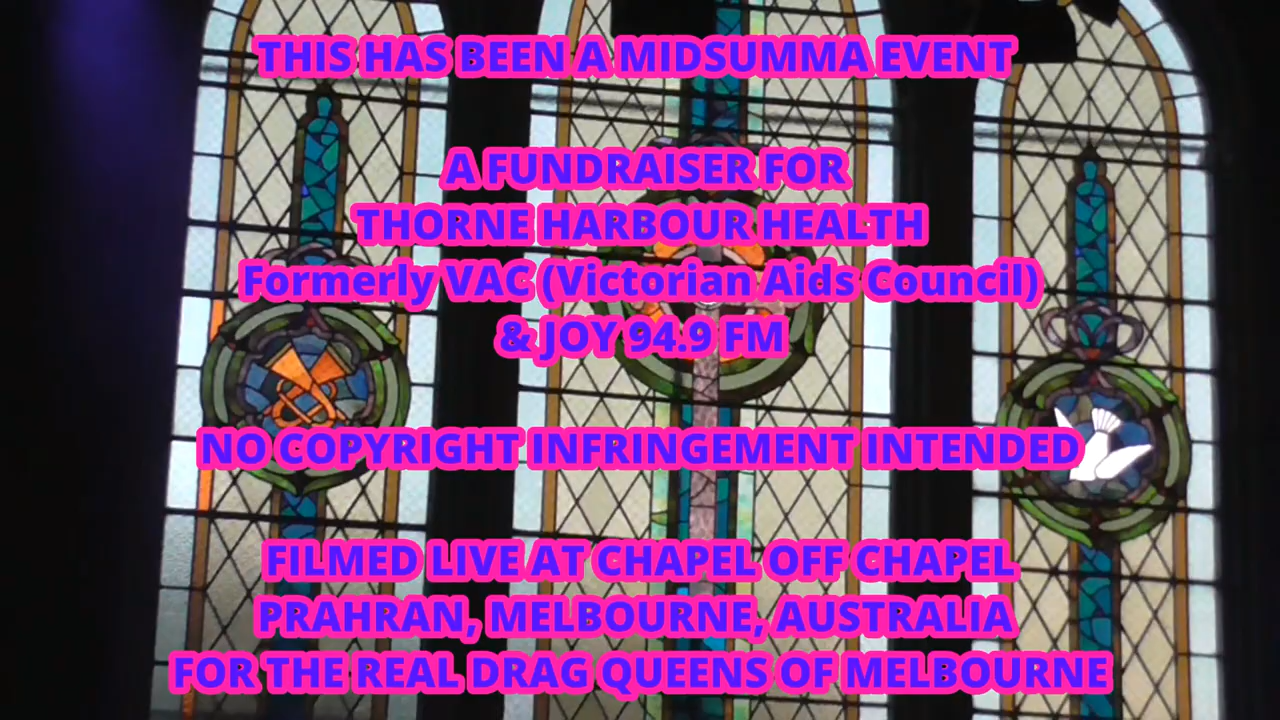 THIS HAS BEEN A MIDSUMMA EVENT
A FUNDRAISER FOR
THORNE HARBOUR HEALTH
Formerly VAC (Victorian Aids Council)
& JOY 94.9 FM
NO COPYRIGHT INFRINGEMENT INTENDED
FILMED LIVE AT CHAPEL OFF CHAPEL
PRAHRAN, MELBOURNE, AUSTRALIA
FOR THE REAL DRAG QUEENS OF MELBOURNE